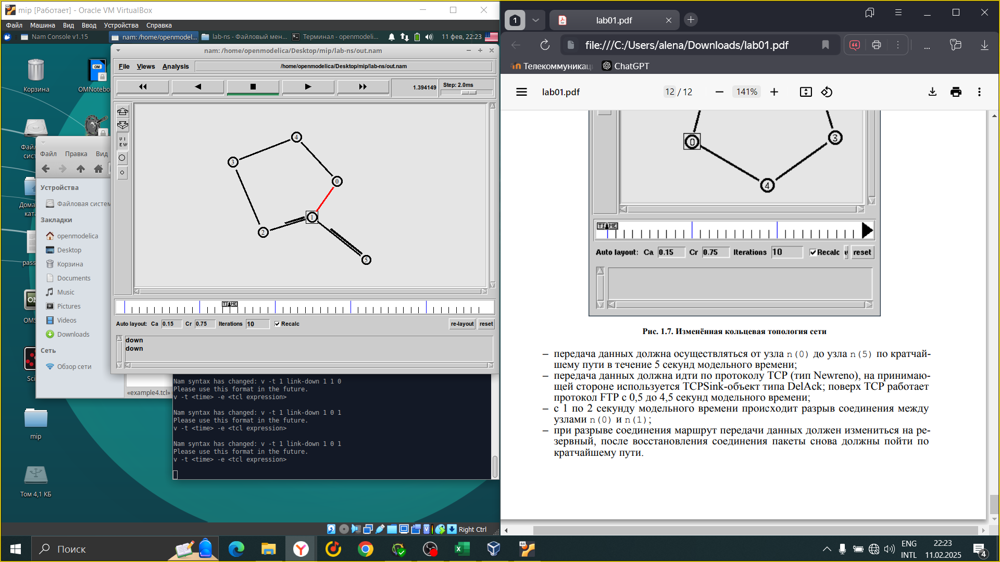 mip [Работает] - Oracle VM VirtualBox
Файл Машина Вид Ввод Устройства Справка
Nam Console v1.15
nam: /home/openmodel...
lab-ns - Файловый мен...
Терминал - openmodeli...
11 фев, 22:23
Корзина
OMNotebo
nam: /home/openmodelica/Desktop/mip/lab-ns/out.nam
File Views Analysis
/home/openmodelica/Desktop/mip/lab-ns/out.nam
1.394149
Step: 2.0ms
VIEW
4
3
0
1
2
5
TIME
Auto layout: Ca 0.15 Cr 0.75 Iterations 10 Recalc re-layout reset
down
down
Файл Правка Вид
Устройства
Файловая систем
Закладки
openmodelica
Desktop
Корзина
Documents
Music
Pictures
Videos
Downloads
Сеть
Обзор сети
«example4.tcl»
Nam syntax has changed: v -t 1 link-down 1 1 0
Please use this format in the future.
v -t <time> -e <tcl expression>
Nam syntax has changed: v -t 1 link-down 1 0 1
Please use this format in the future.
v -t <time> -e <tcl expression>
Nam syntax has changed: v -t 1 link-down 1 0 1
Please use this format in the future.
v -t <time> -e <tcl expression>
mip
Том 4,1 КБ
Right Ctrl
1
lab01.pdf
file:///C:/Users/alena/Downloads/lab01.pdf
Телекоммуникац
ChatGPT
lab01.pdf
12 / 12
141%
0
3
4
TIME
Auto layout: Ca 0.15 Cr 0.75 Iterations 10 Recalc reset
Рис. 1.7. Изменённая кольцевая топология сети
– передача данных должна осуществляться от узла n(0) до узла n(5) по кратчай-
шему пути в течение 5 секунд модельного времени;
– передача данных должна идти по протоколу TCP (тип Newreno), на принимаю-
щей стороне используется TCPSink-объект типа DelAck; поверх TCP работает
протокол FTP с 0,5 до 4,5 секунд модельного времени;
– с 1 по 2 секунду модельного времени происходит разрыв соединения между
узлами n(0) и n(1);
– при разрыве соединения маршрут передачи данных должен измениться на ре-
зервный, после восстановления соединения пакеты снова должны пойти по
кратчайшему пути.
Поиск
ENG
INTL
22:23
11.02.2025
4